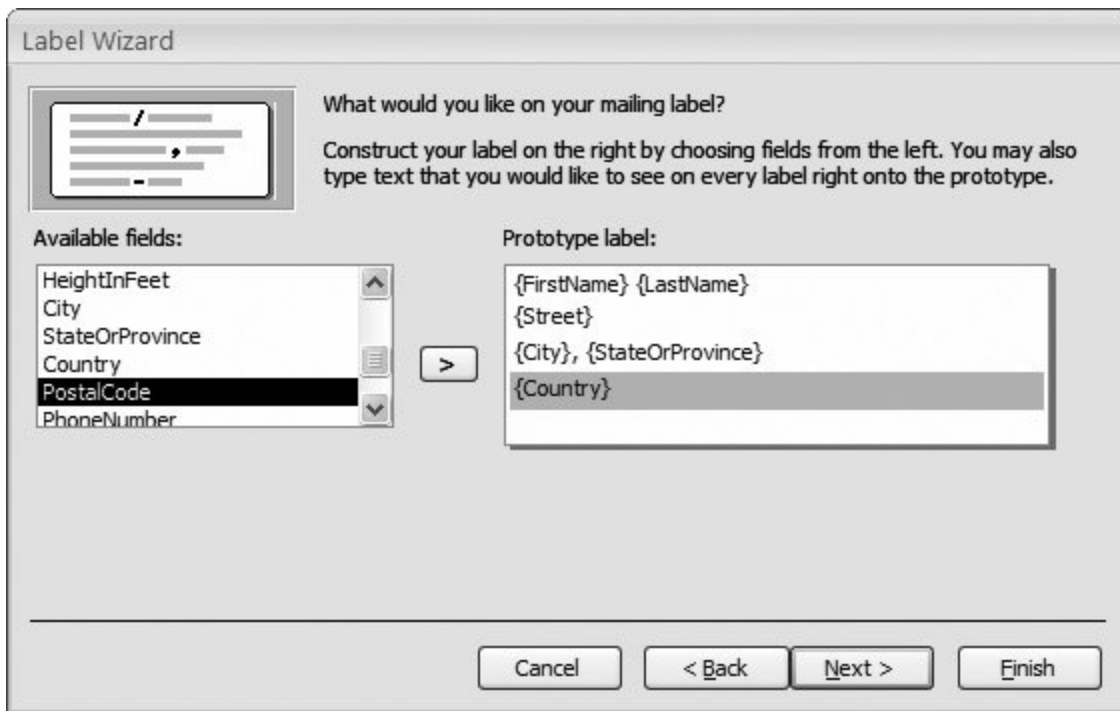 Label Wizard
What would you like on your mailing label?
Construct your label on the right by choosing fields from the left. You may also
type text that you would like to see on every label right onto the prototype.
Available fields:
HeightInFeet
City
StateOrProvince
Country
PostalCode
PhoneNumber
>
Prototype label:
{FirstName} {LastName}
{Street}
{City}, {StateOrProvince}
{Country}
Cancel
< Back
Next >
Finish